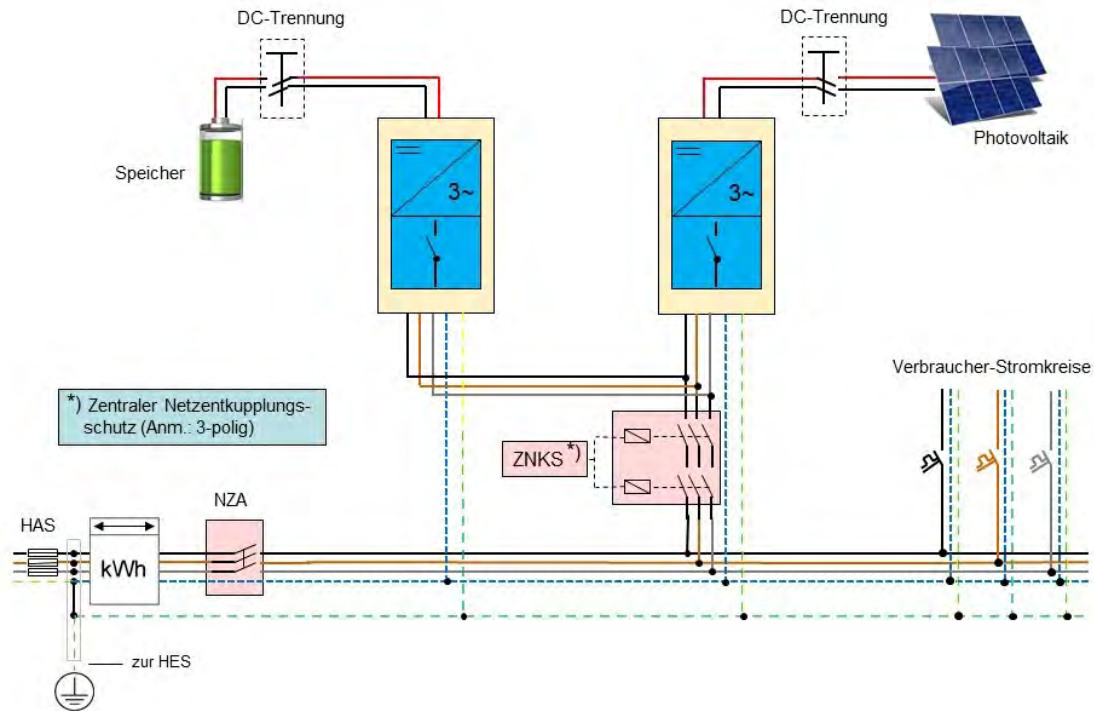 DC-Trennung
DC-Trennung
Speicher
Photovoltaik
3~
3~
Verbraucher-Stromkreise
*) Zentraler Netzentkupplungs-
schutz (Anm.: 3-polig)
ZNKS *)
HAS
NZA
kWh
zur HES